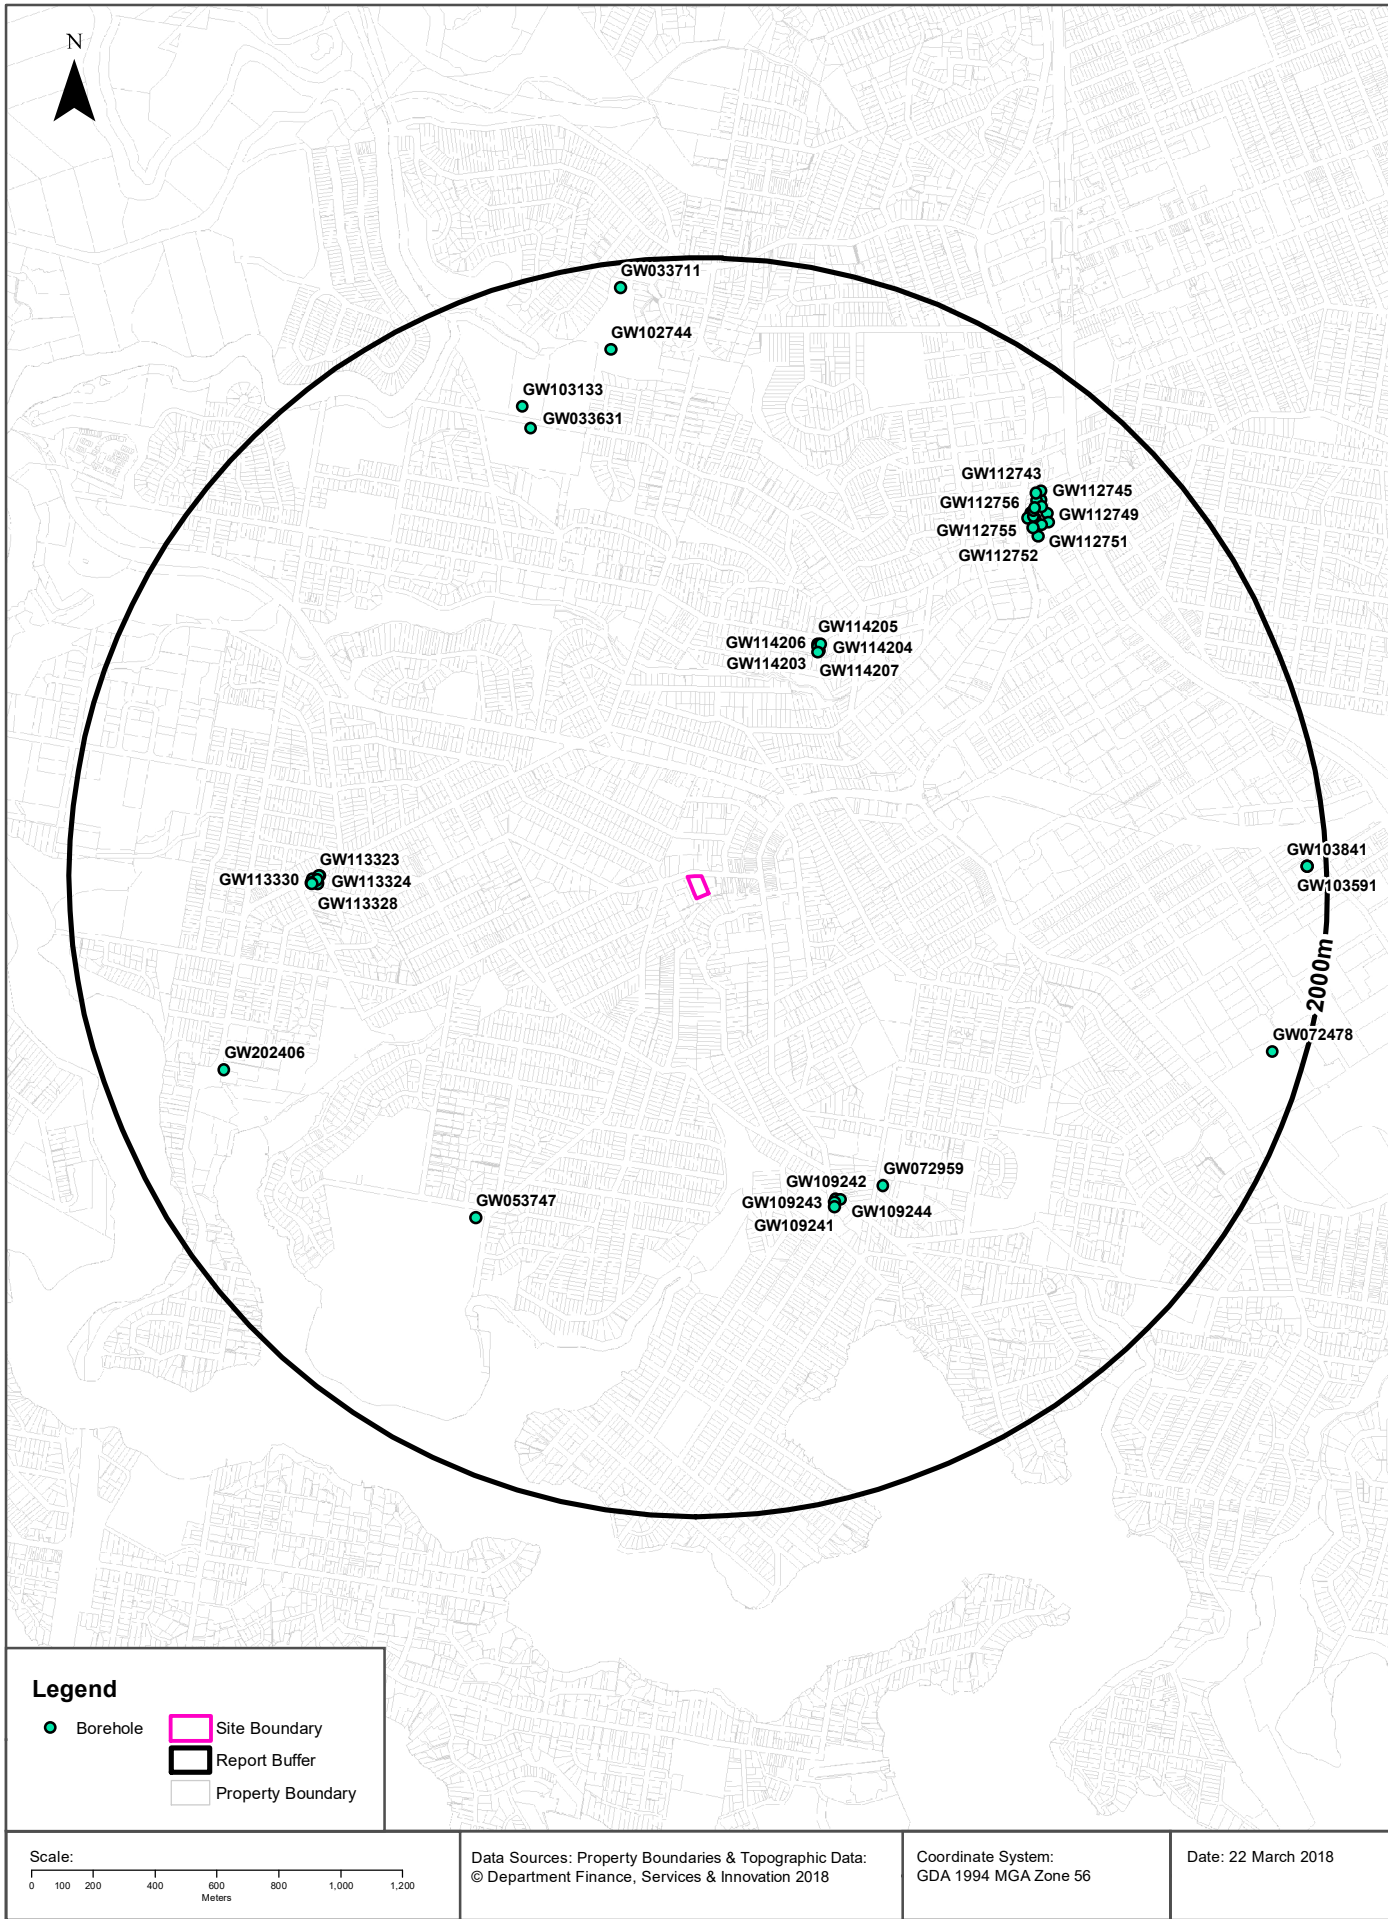 N
GW033711
GW102744
GW103133
GW033631
GW112743
GW112745
GW112756
GW112749
GW112755
GW112751
GW112752
GW114205
GW114206
GW114204
GW114203
GW114207
GW103841
GW113323
GW113330
GW113324
GW103591
GW113328
2000m
GW072478
GW202406
GW072959
GW109242
GW053747
GW109243
GW109244
GW109241
Legend
Borehole
Site Boundary
Report Buffer
Property Boundary
Scale:
0 100 200 400 600 800 1,000 1,200
Meters
Data Sources: Property Boundaries & Topographic Data:
© Department Finance, Services & Innovation 2018
Coordinate System:
GDA 1994 MGA Zone 56
Date: 22 March 2018